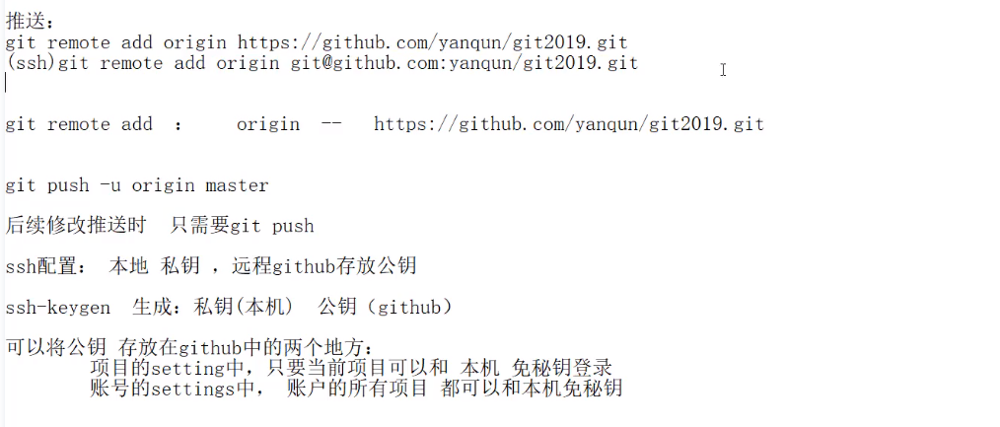 推送：
git remote add origin https://github.com/yanqun/git2019.git
(ssh)git remote add origin git@github.com:yanqun/git2019.git
git remote add ： origin -- https://github.com/yanqun/git2019.git
git push -u origin master
后续修改推送时 只需要git push
ssh配置： 本地 私钥 ，远程github存放公钥
ssh-keygen 生成：私钥(本机) 公钥（github）
可以将公钥 存放在github中的两个地方：
项目的setting中，只要当前项目可以和 本机 免秘钥登录
账号的settings中， 账户的所有项目 都可以和本机免秘钥